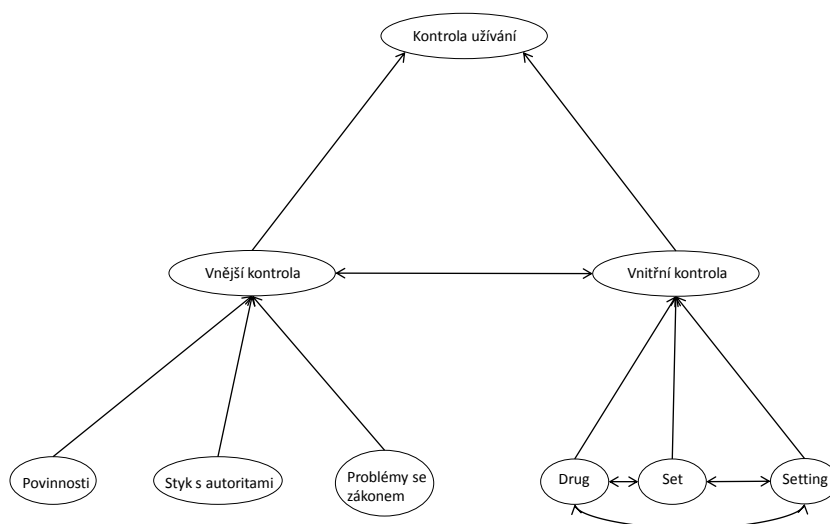 Kontrola užívání
Vnější kontrola
Vnitřní kontrola
Povinnosti
Styk s autoritami
Problémy se
zákonem
Drug
Set
Setting